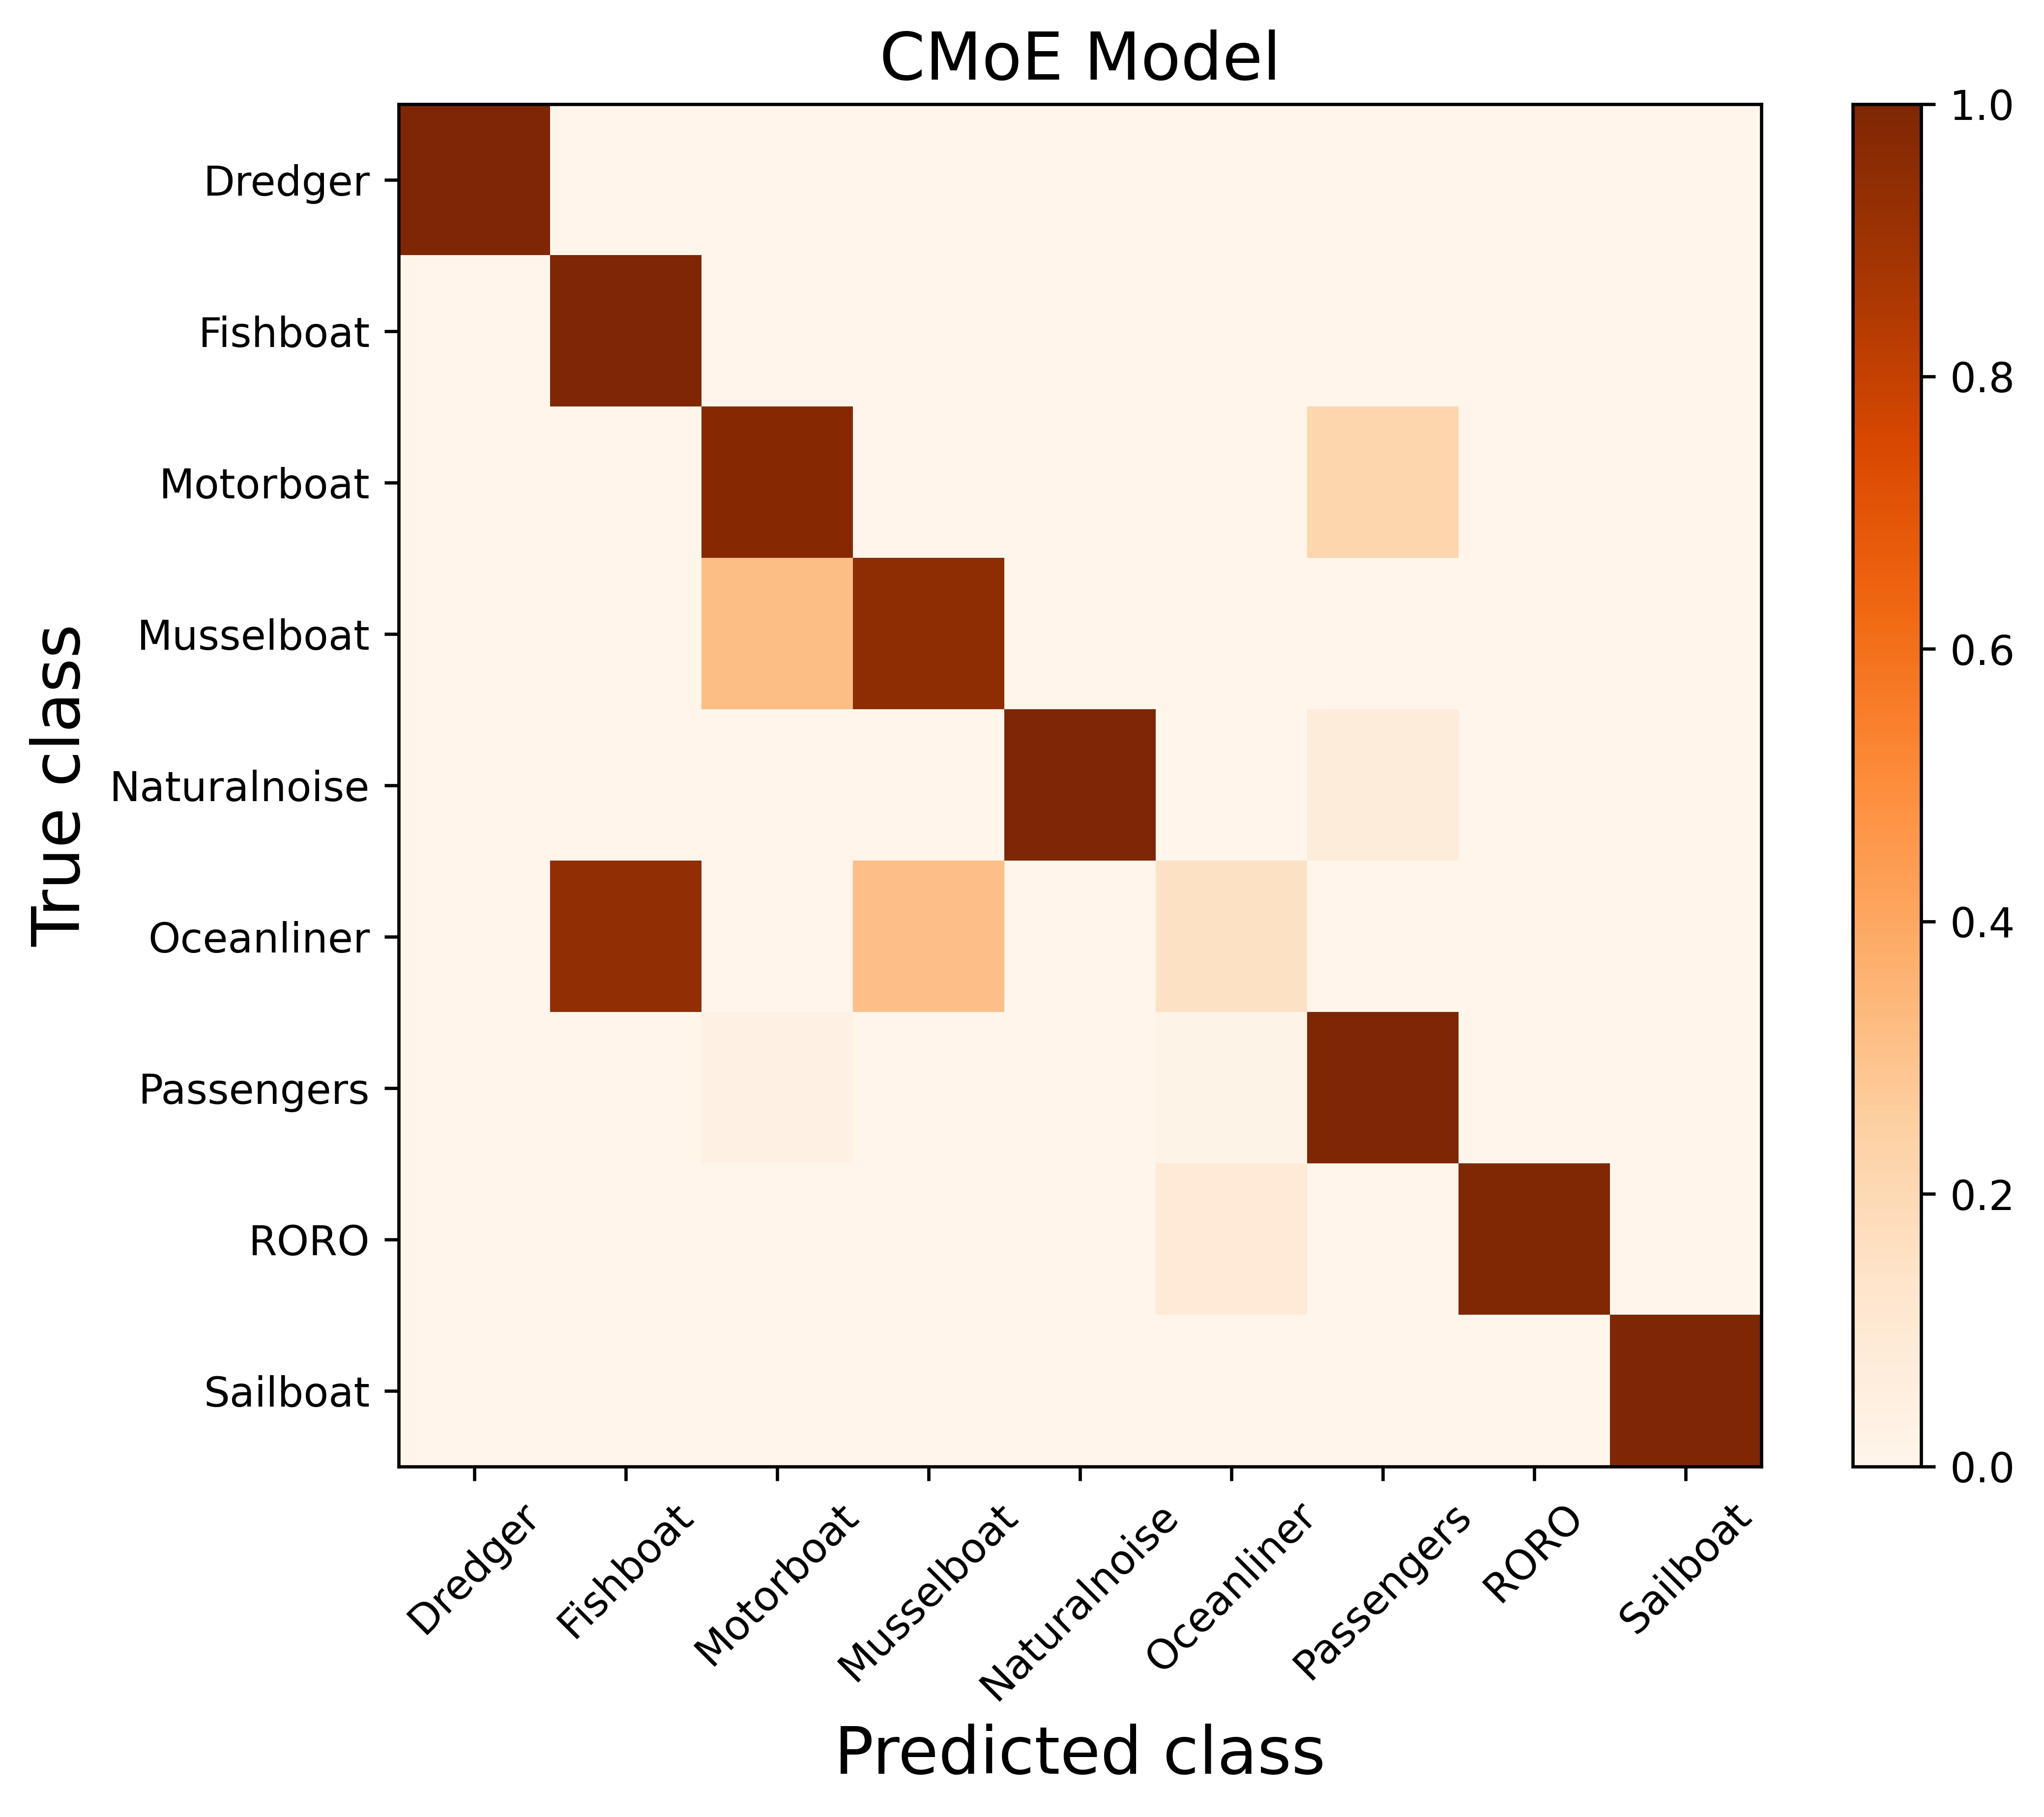 CMoE Model
True class
Dredger
Fishboat
Motorboat
Musselboat
Naturalnoise
Oceanliner
Passengers
RORO
Sailboat
Dredger
Fishboat
Motorboat
Musselboat
Naturalnoise
Oceanliner
Passengers
RORO
Sailboat
Predicted class
1.0
0.8
0.6
0.4
0.2
0.0